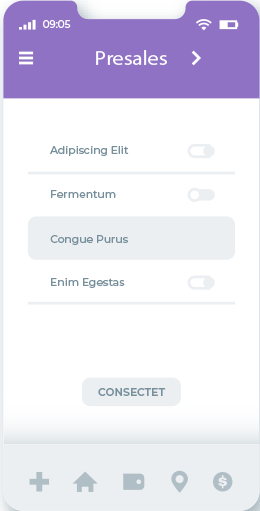 09:05
Presales
Adipiscing Elit
Fermentum
Congue Purus
Enim Egestas
CONSECTET
$